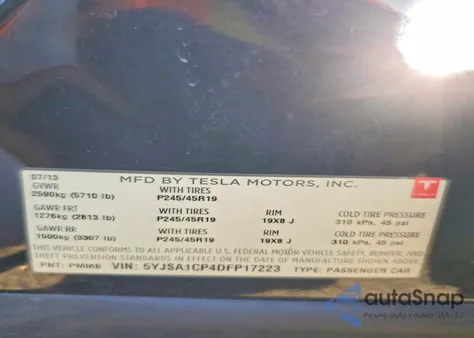 07/13
MFD BY TESLA MOTORS, INC.
GVWR
2590kg (5710 lb) WITH TIRES P245/45R19
GAWR FRT
1276kg (2813 lb) WITH TIRES P245/45R19 RIM 19X8 J COLD TIRE PRESSURE 310 kPa, 45 psi
GAWR RR
1500kg (3307 lb) WITH TIRES P245/45R19 RIM 19X8 J COLD TIRE PRESSURE 310 kPa, 45 psi
THIS VEHICLE CONFORMS TO ALL APPLICABLE U.S. FEDERAL MOTOR-VEHICLE SAFETY, BUMPER, AND
THEFT PREVENTION STANDARDS IN EFFECT ON THE DATE OF MANUFACTURE SHOWN ABOVE.
PNT: PMMB VIN: 5YJSA1CP4DFP17223 TYPE: PASSENGER CAR
autoSnap